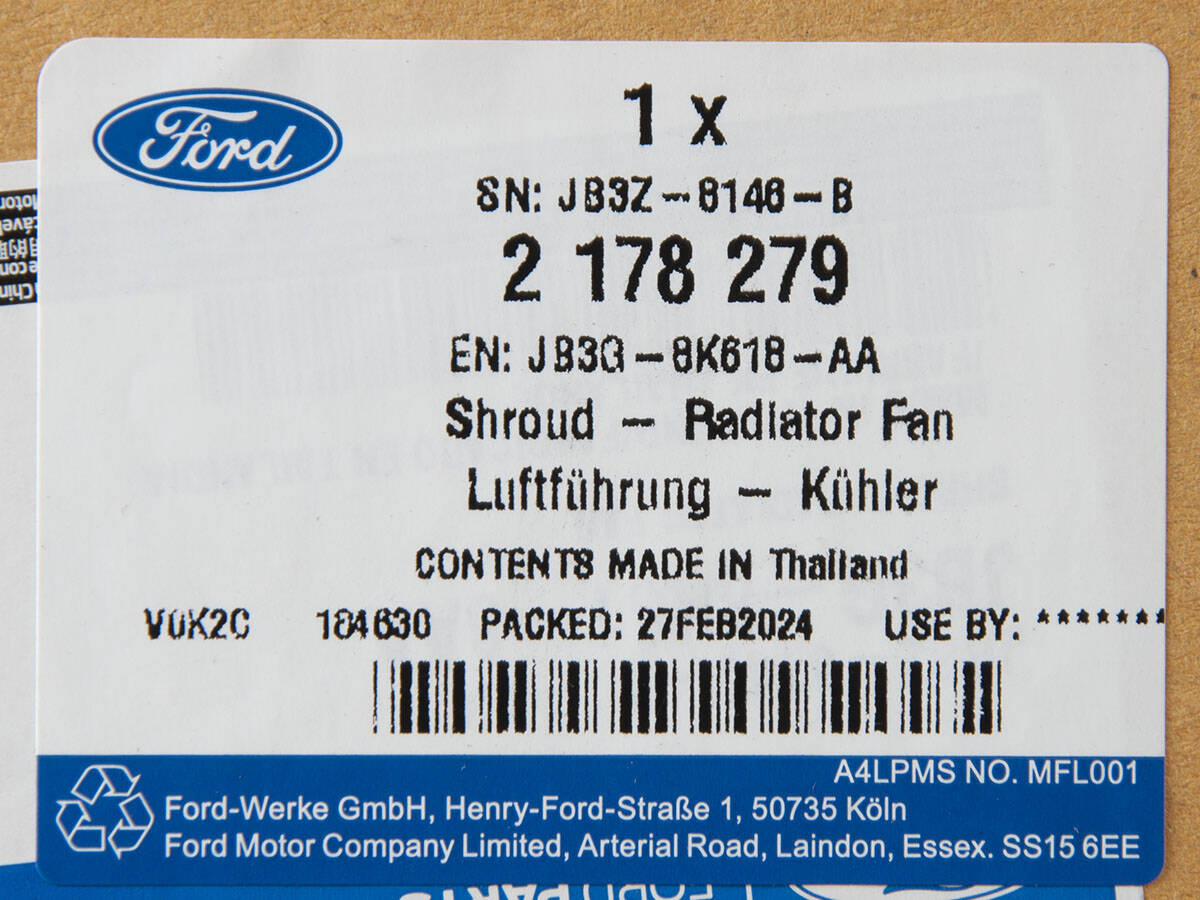 Ford
1 x
SN: JB3Z-8146-B
2 178 279
EN: JB3G-8K618-AA
Shroud - Radiator Fan
Luftführung - Kühler
CONTENTS MADE IN Thailand
V0K2C 184630 PACKED: 27FEB2024 USE BY: *******
A4LPMS NO. MFL001
Ford-Werke GmbH, Henry-Ford-Straße 1, 50735 Köln
Ford Motor Company Limited, Arterial Road, Laindon, Essex. SS15 6EE
FORD PARTS